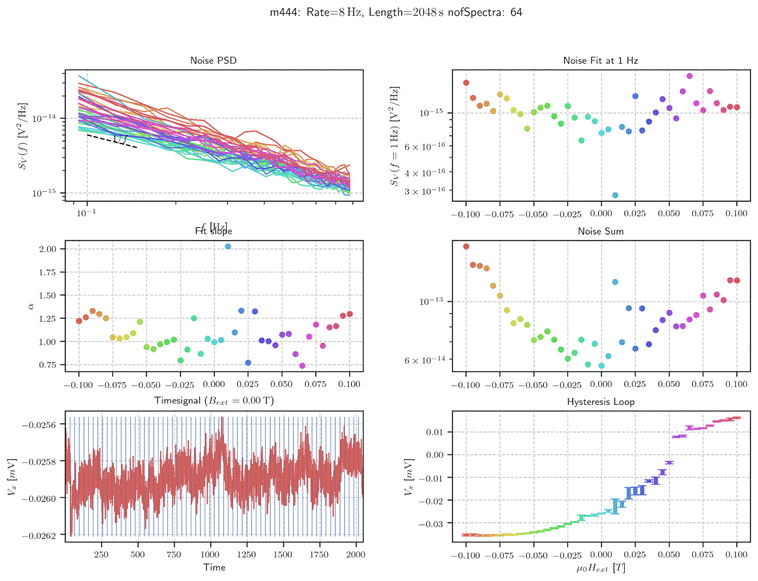 m444: Rate=8 Hz, Length=2048 s nofSpectra: 64
Noise PSD
S_V(f) [V²/Hz]
10⁻¹⁴
10⁻¹⁵
1/f
10⁻¹
f [Hz]
Noise Fit at 1 Hz
S_V(f = 1 Hz) [V²/Hz]
10⁻¹⁵
6 × 10⁻¹⁶
4 × 10⁻¹⁶
3 × 10⁻¹⁶
−0.100 −0.075 −0.050 −0.025 0.000 0.025 0.050 0.075 0.100
Fit slope
α
2.00
1.75
1.50
1.25
1.00
0.75
−0.100 −0.075 −0.050 −0.025 0.000 0.025 0.050 0.075 0.100
Noise Sum
10⁻¹³
6 × 10⁻¹⁴
−0.100 −0.075 −0.050 −0.025 0.000 0.025 0.050 0.075 0.100
Timesignal (B_ext = 0.00 T)
V_x [mV]
−0.0256
−0.0258
−0.0260
−0.0262
250 500 750 1000 1250 1500 1750 2000
Time
Hysteresis Loop
V_x [mV]
0.01
0.00
−0.01
−0.02
−0.03
−0.100 −0.075 −0.050 −0.025 0.000 0.025 0.050 0.075 0.100
μ₀H_ext [T]